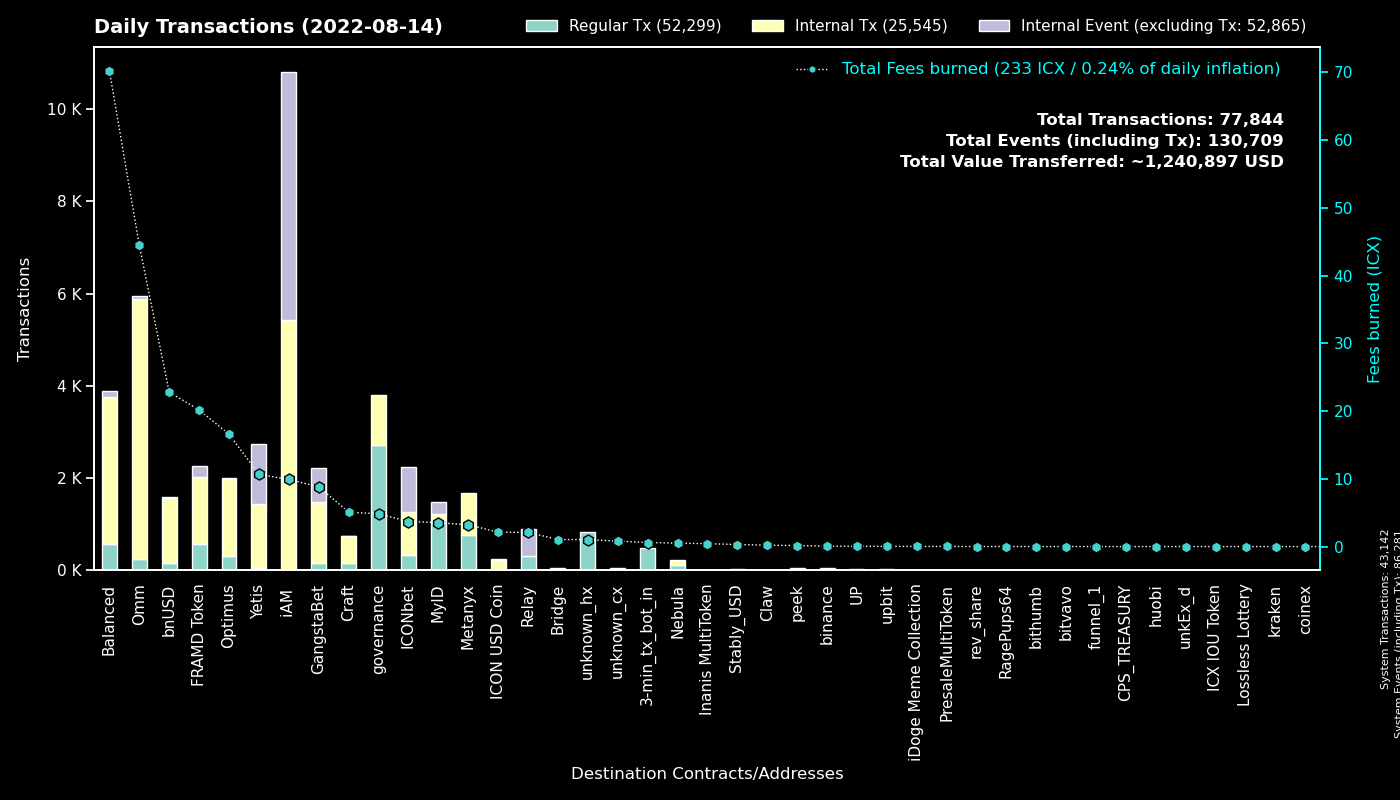 Daily Transactions (2022-08-14)
Regular Tx (52,299)
Internal Tx (25,545)
Internal Event (excluding Tx: 52,865)
Total Fees burned (233 ICX / 0.24% of daily inflation)
Total Transactions: 77,844
Total Events (including Tx): 130,709
Total Value Transferred: ~1,240,897 USD
Transactions
10 K
8 K
6 K
4 K
2 K
0 K
Fees burned (ICX)
70
60
50
40
30
20
10
0
Balanced
Omm
bnUSD
FRAMD Token
Optimus
Yetis
iAM
GangstaBet
Craft
governance
ICONbet
MyID
Metanyx
ICON USD Coin
Relay
Bridge
unknown_hx
unknown_cx
3-min_tx_bot_in
Nebula
Inanis MultiToken
Stably_USD
Claw
peek
binance
UP
upbit
iDoge Meme Collection
PresaleMultiToken
rev_share
RagePups64
bithumb
bitvavo
funnel_1
CPS_TREASURY
huobi
unkEx_d
ICX IOU Token
Lossless Lottery
kraken
coinex
Destination Contracts/Addresses
System Transactions: 43,142
System Events (including Tx): 86,281